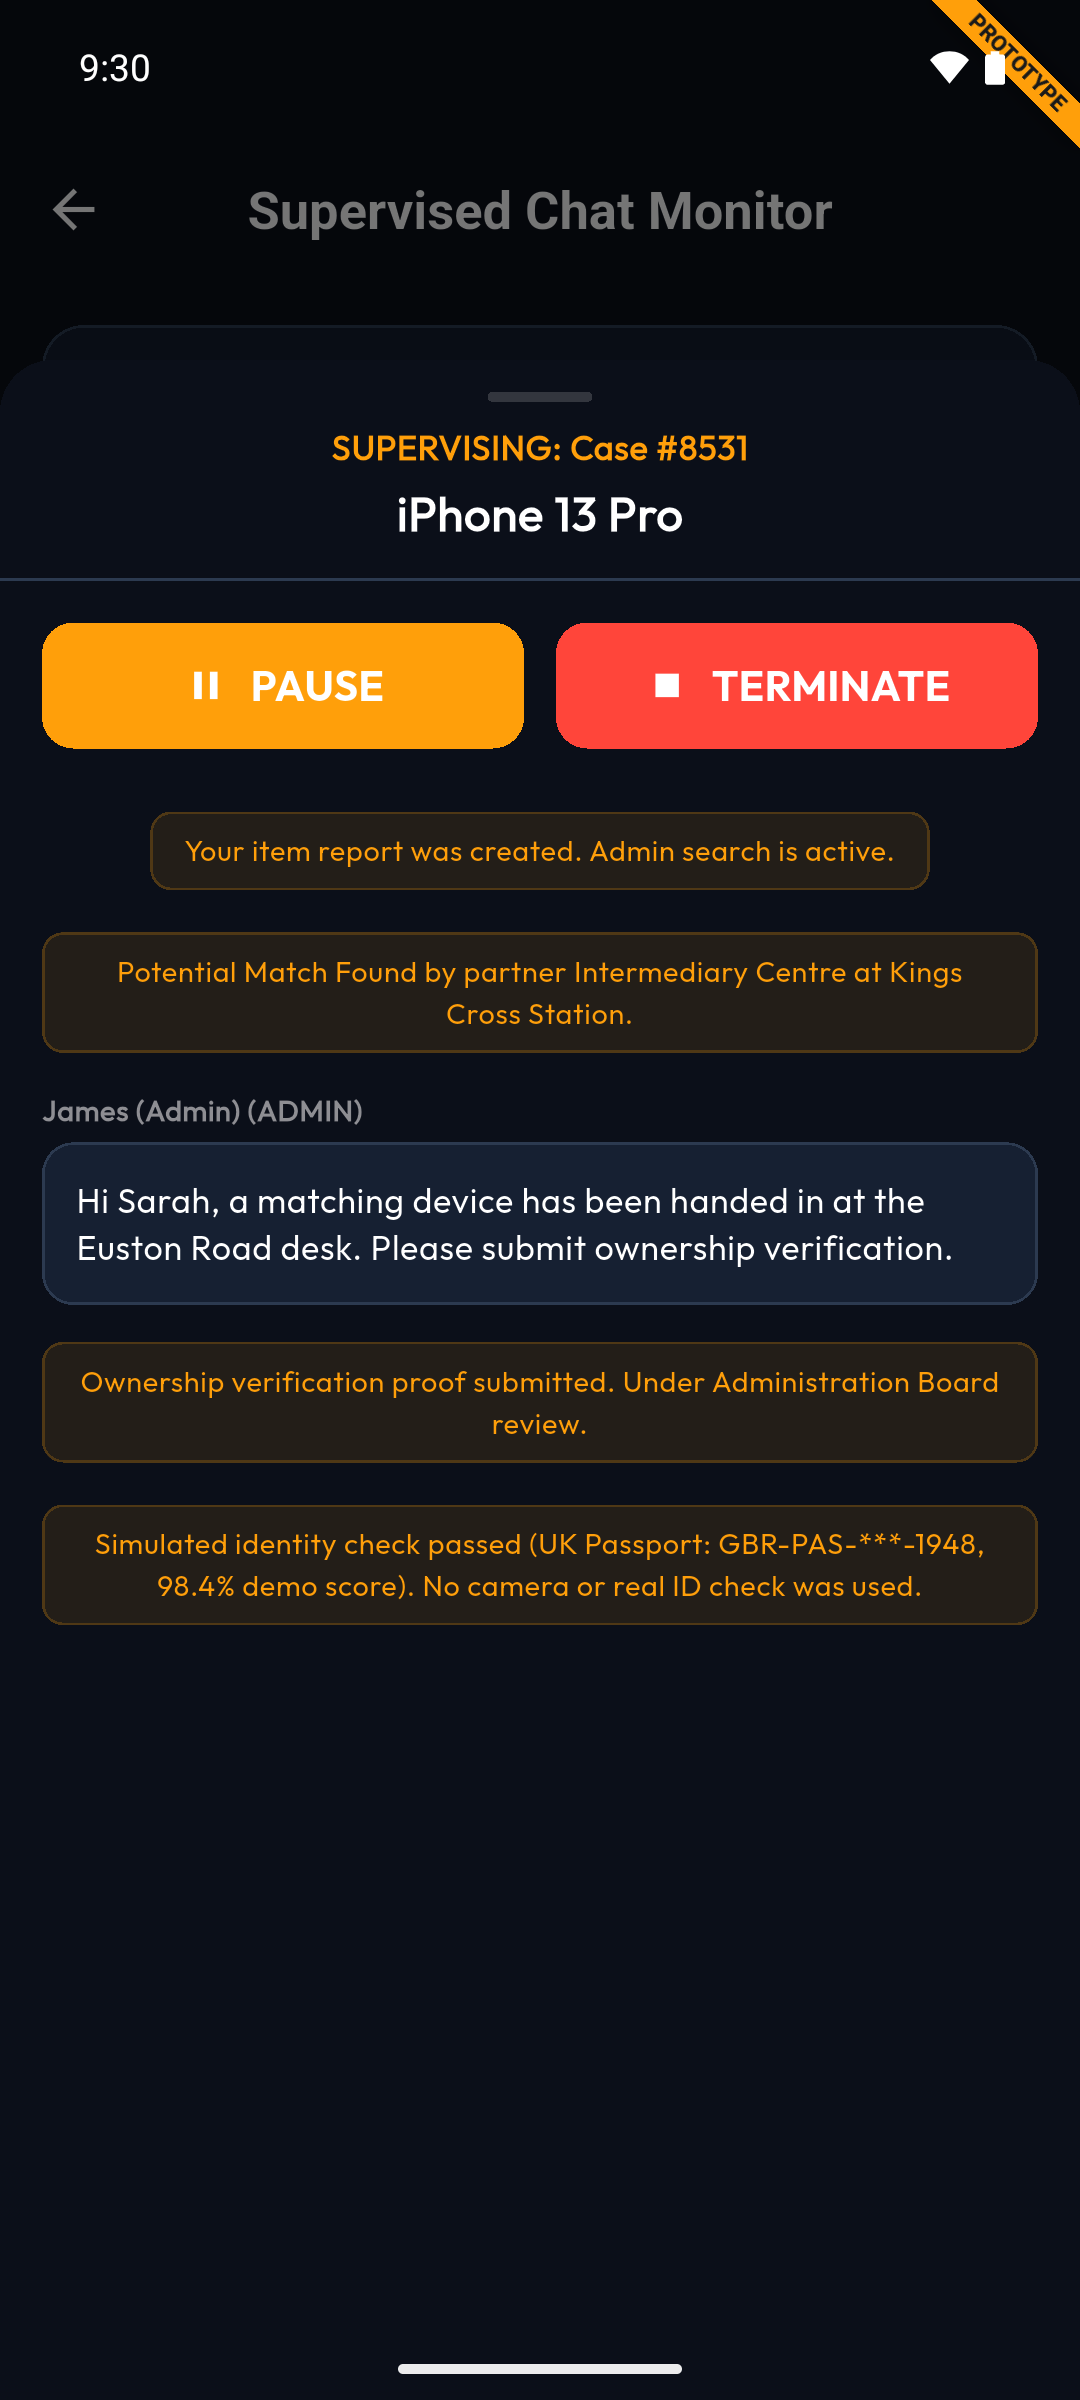 9:30
PROTOTYPE
Supervised Chat Monitor
SUPERVISING: Case #8531
iPhone 13 Pro
PAUSE
TERMINATE
Your item report was created. Admin search is active.
Potential Match Found by partner Intermediary Centre at Kings
Cross Station.
James (Admin) (ADMIN)
Hi Sarah, a matching device has been handed in at the
Euston Road desk. Please submit ownership verification.
Ownership verification proof submitted. Under Administration Board
review.
Simulated identity check passed (UK Passport: GBR-PAS-***-1948,
98.4% demo score). No camera or real ID check was used.